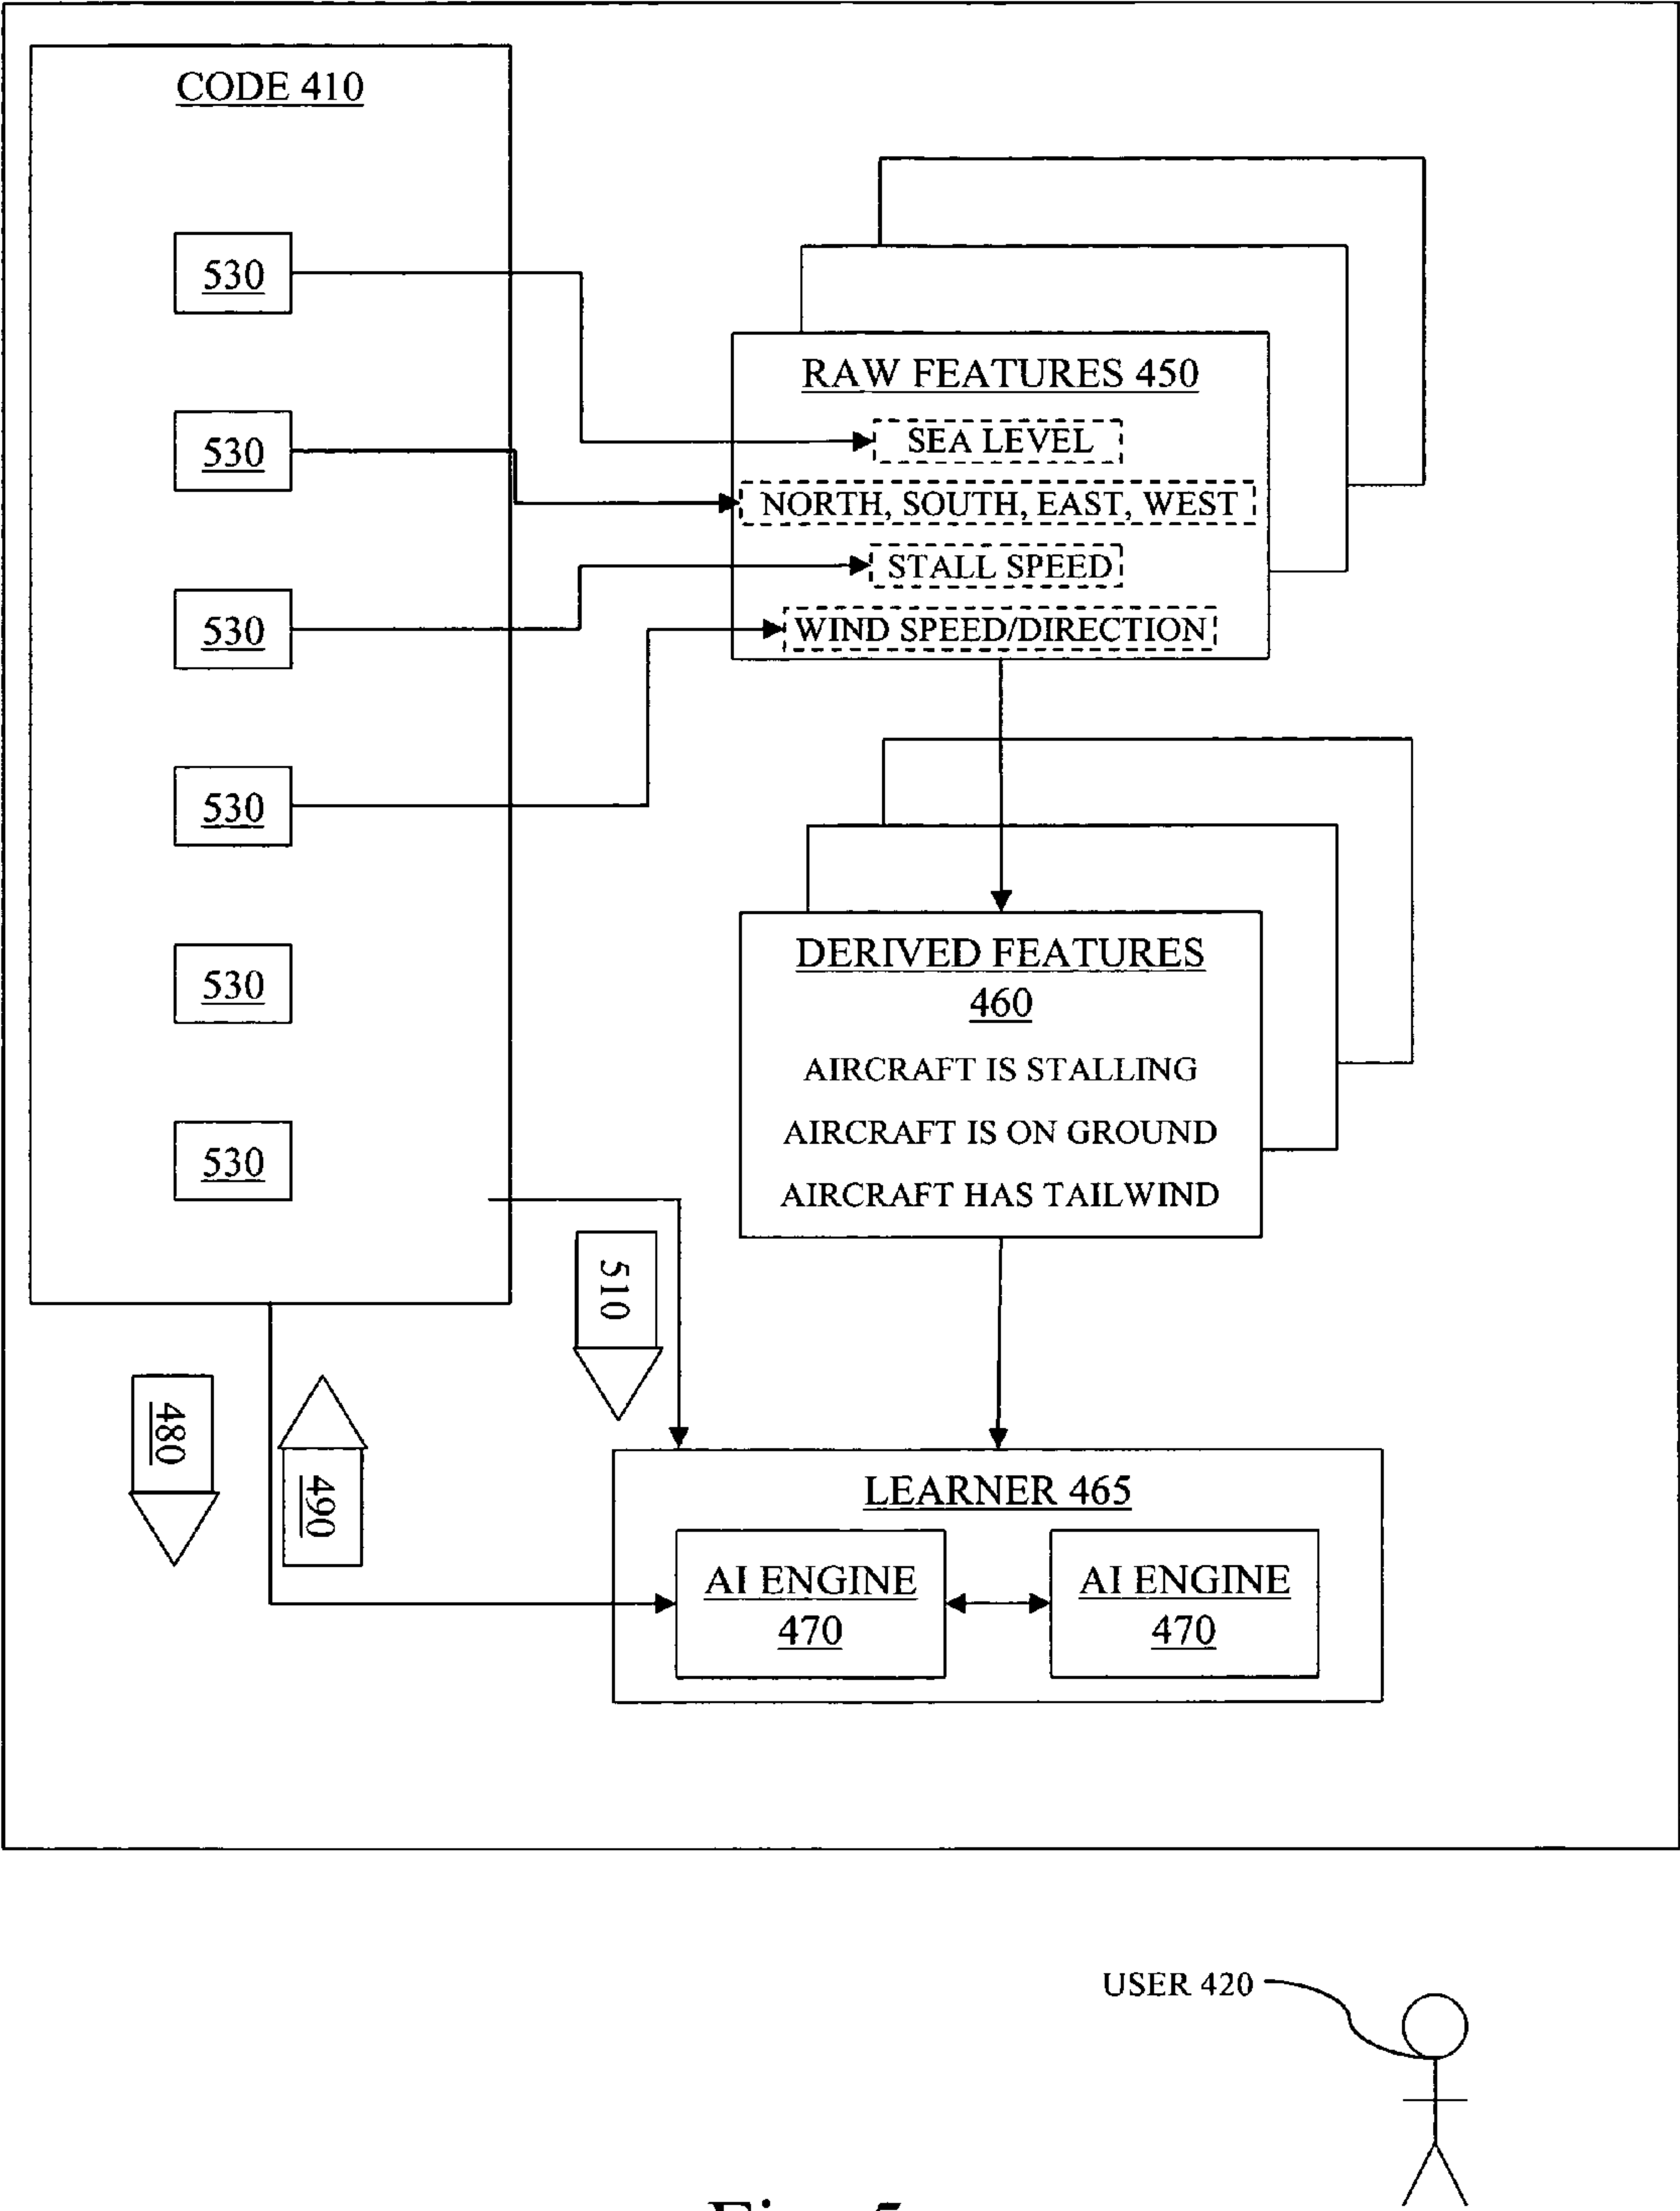 CODE 410
530
530
530
530
530
530
RAW FEATURES 450
SEA LEVEL
NORTH, SOUTH, EAST, WEST
STALL SPEED
WIND SPEED/DIRECTION
DERIVED FEATURES
460
AIRCRAFT IS STALLING
AIRCRAFT IS ON GROUND
AIRCRAFT HAS TAILWIND
510
480
490
LEARNER 465
AI ENGINE
470
AI ENGINE
470
USER 420